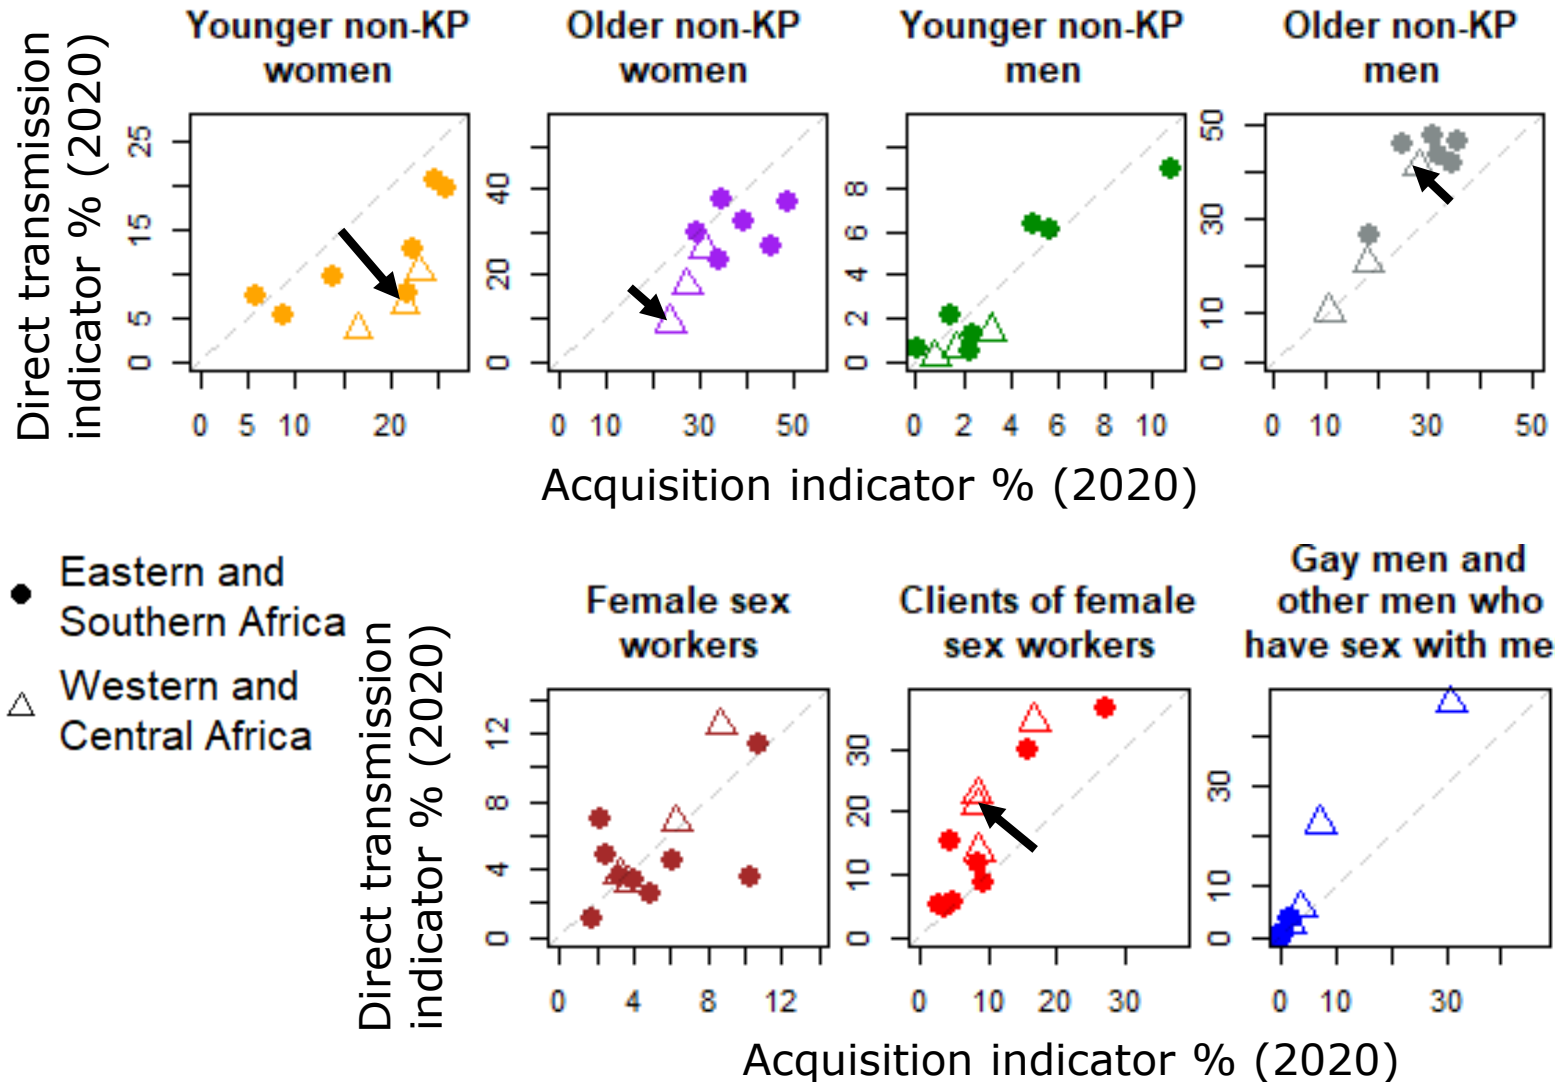 Younger non-KP
women
Older non-KP
women
Younger non-KP
men
Older non-KP
men
Direct transmission
indicator % (2020)
0 5 15 25
0 5 10 20
0 20 40
0 10 30 50
0 2 4 6 8
0 2 4 6 8 10
0 10 30 50
0 10 30 50
Acquisition indicator % (2020)
Eastern and
Southern Africa
Western and
Central Africa
Female sex
workers
Clients of female
sex workers
Gay men and
other men who
have sex with me
Direct transmission
indicator % (2020)
0 4 8 12
0 4 8 12
0 10 20 30
0 10 20 30
0 10 30
0 10 30
Acquisition indicator % (2020)